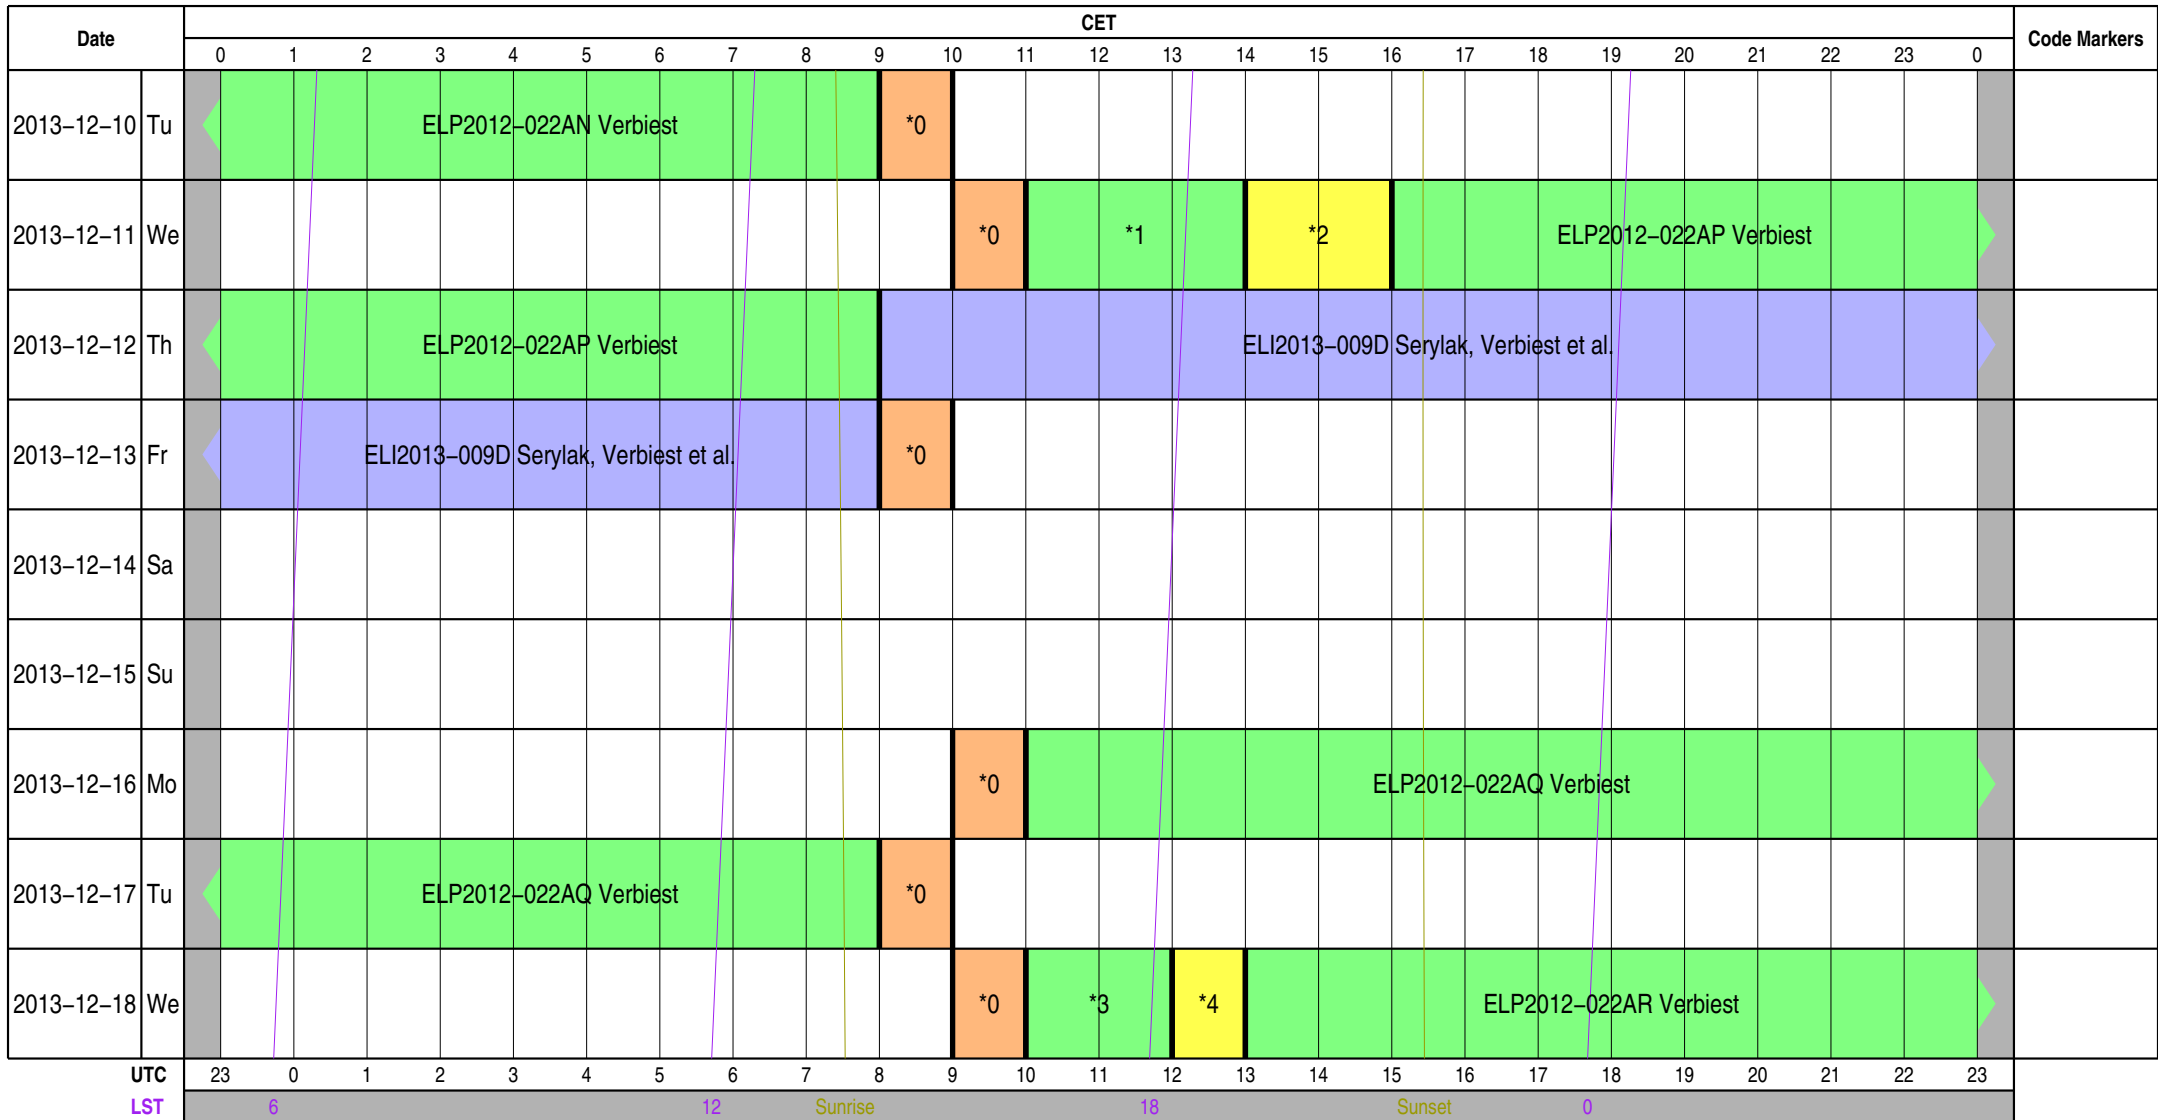 Date CET Code Markers
0 1 2 3 4 5 6 7 8 9 10 11 12 13 14 15 16 17 18 19 20 21 22 23 0
2013−12−10 Tu ELP2012−022AN Verbiest *0
2013−12−11 We *0 *1 *2 ELP2012−022AP Verbiest
2013−12−12 Th ELP2012−022AP Verbiest ELI2013−009D Serylak, Verbiest et al.
2013−12−13 Fr ELI2013−009D Serylak, Verbiest et al. *0
2013−12−14 Sa
2013−12−15 Su
2013−12−16 Mo *0 ELP2012−022AQ Verbiest
2013−12−17 Tu ELP2012−022AQ Verbiest *0
2013−12−18 We *0 *3 *4 ELP2012−022AR Verbiest
UTC 23 0 1 2 3 4 5 6 7 8 9 10 11 12 13 14 15 16 17 18 19 20 21 22 23
LST 6 12 Sunrise 18 Sunset 0